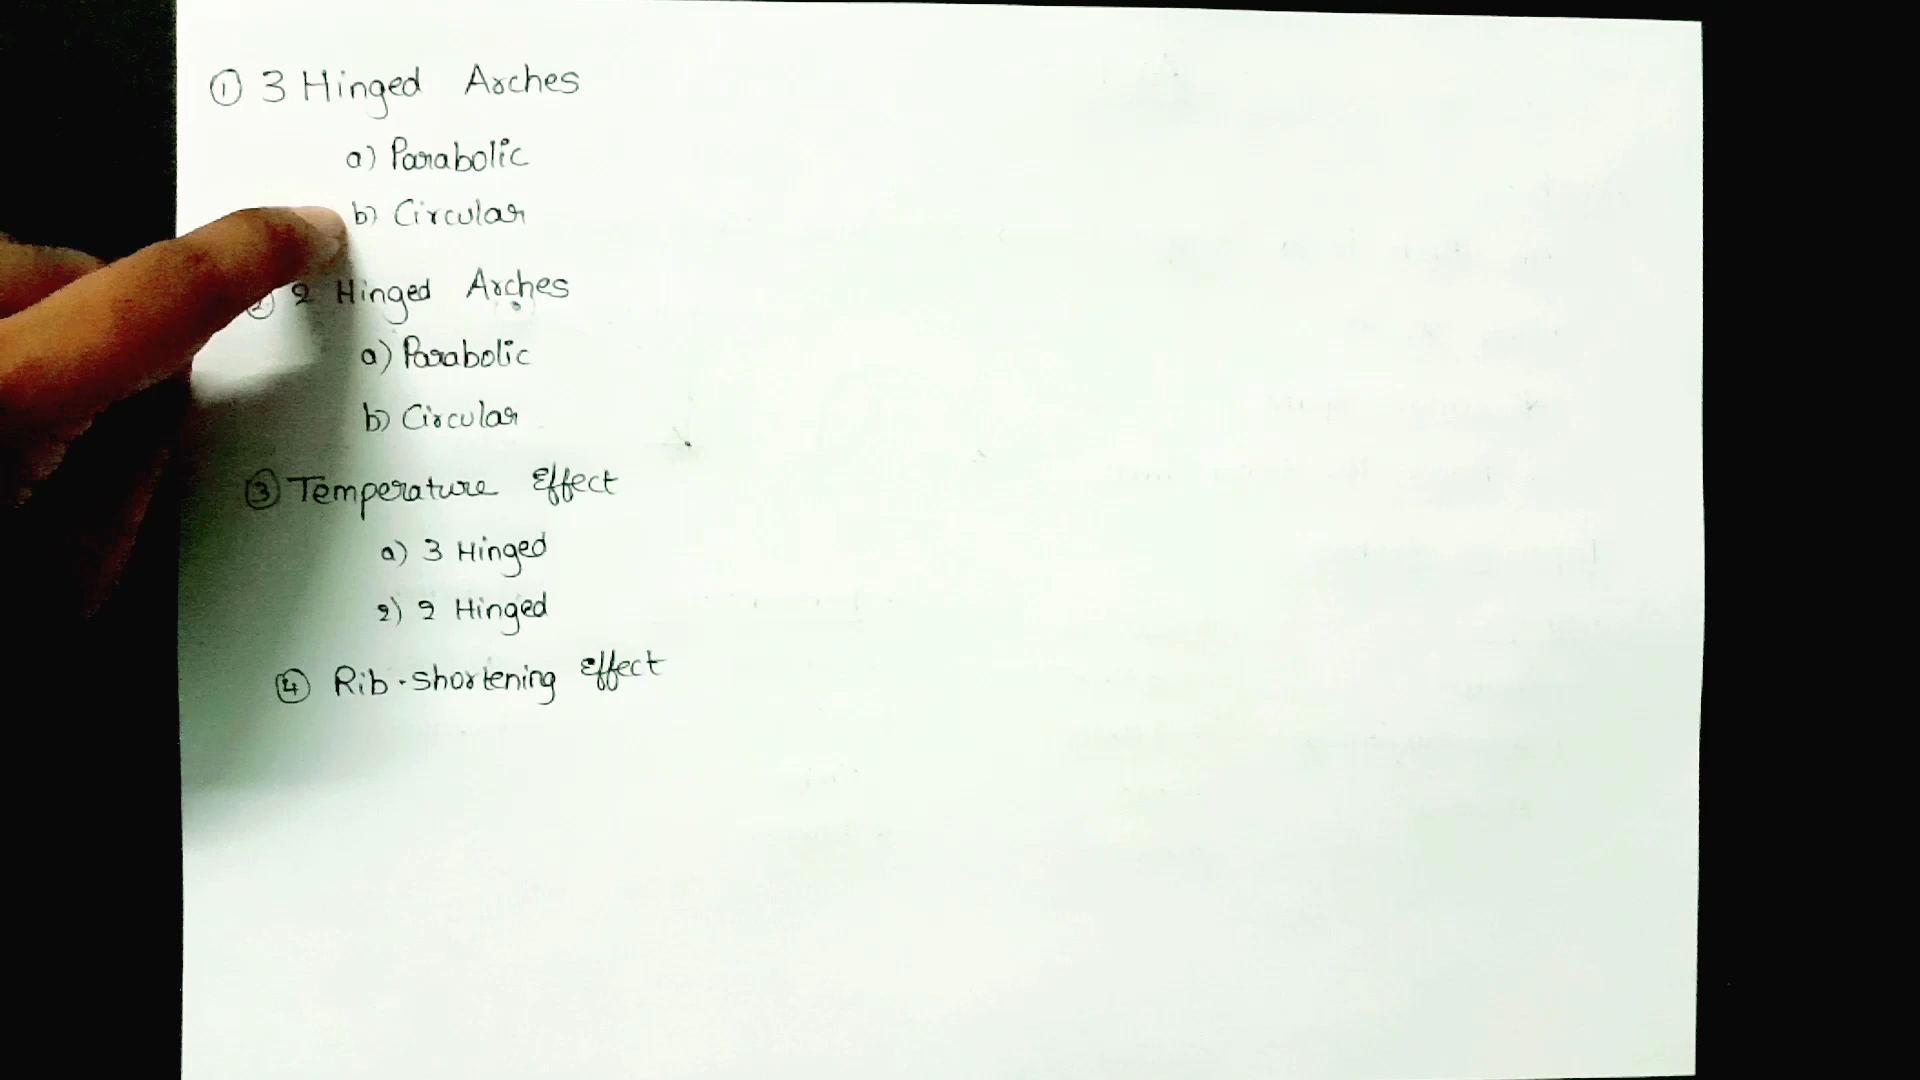 ① 3 Hinged Arches
a) Parabolic
b) Circular
② 2 Hinged Arches
a) Parabolic
b) Circular
③ Temperature Effect
a) 3 Hinged
2) 2 Hinged
④ Rib-shortening Effect